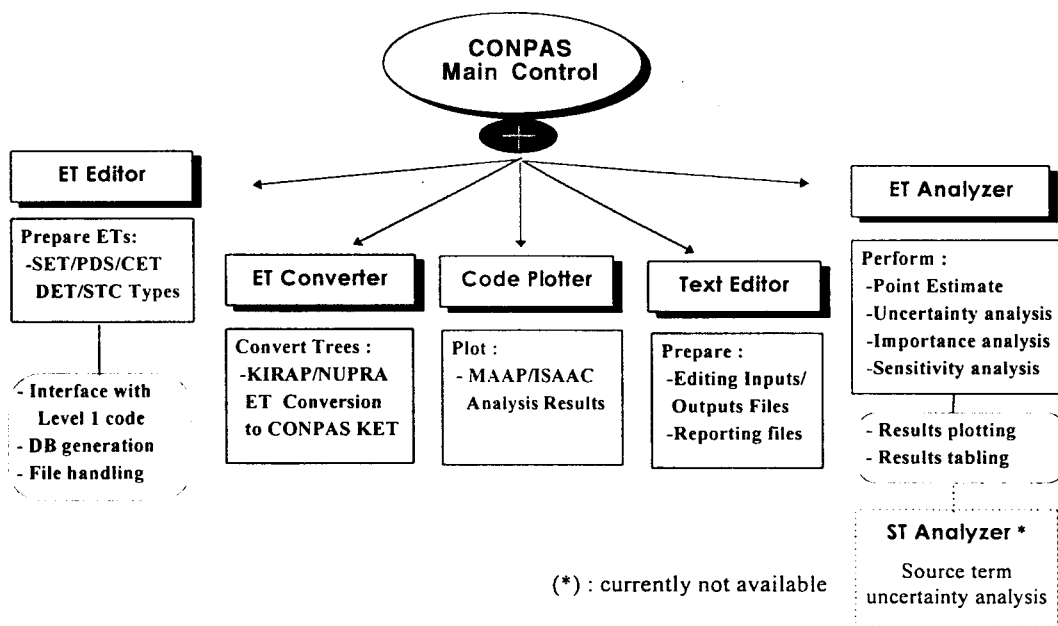 CONPAS
Main Control
ET Editor
Prepare ETs:
-SET/PDS/CET
DET/STC Types
- Interface with
Level 1 code
- DB generation
- File handling
ET Converter
Convert Trees :
-KIRAP/NUPRA
ET Conversion
to CONPAS KET
Code Plotter
Plot :
- MAAP/ISAAC
Analysis Results
Text Editor
Prepare :
-Editing Inputs/
Outputs Files
-Reporting files
ET Analyzer
Perform :
-Point Estimate
-Uncertainty analysis
-Importance analysis
-Sensitivity analysis
- Results plotting
- Results tabling
ST Analyzer *
Source term
uncertainty analysis
(*) : currently not available